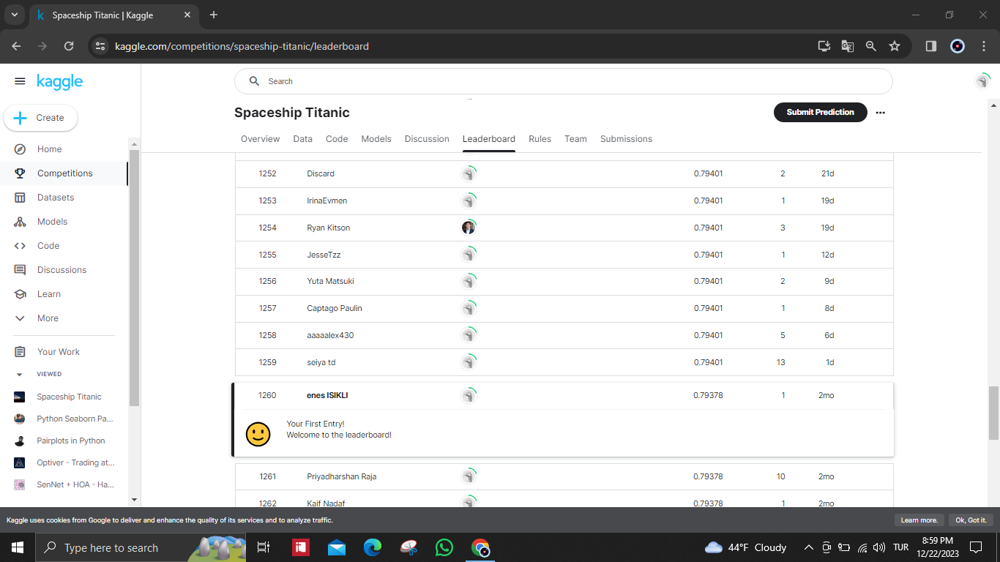 Spaceship Titanic | Kaggle
kaggle.com/competitions/spaceship-titanic/leaderboard
kaggle
Search
Create
Home
Competitions
Datasets
Models
Code
Discussions
Learn
More
Your Work
VIEWED
Spaceship Titanic
Python Seaborn Pa...
Pairplots in Python
Optiver - Trading at...
SenNet + HOA - Ha...
Spaceship Titanic
Submit Prediction
Overview Data Code Models Discussion Leaderboard Rules Team Submissions
1252 Discard 0.79401 2 21d
1253 IrinaEvmen 0.79401 1 19d
1254 Ryan Kitson 0.79401 3 19d
1255 JesseTzz 0.79401 1 12d
1256 Yuta Matsuki 0.79401 2 9d
1257 Captago Paulin 0.79401 1 8d
1258 aaaaalex430 0.79401 5 6d
1259 seiya td 0.79401 13 1d
1260 enes ISIKLI 0.79378 1 2mo
Your First Entry!
Welcome to the leaderboard!
1261 Priyadharshan Raja 0.79378 10 2mo
1262 Kaif Nadaf 0.79378 1 2mo
Kaggle uses cookies from Google to deliver and enhance the quality of its services and to analyze traffic.
Learn more.
Ok, Got it.
Type here to search
44°F Cloudy
TUR
8:59 PM
12/22/2023